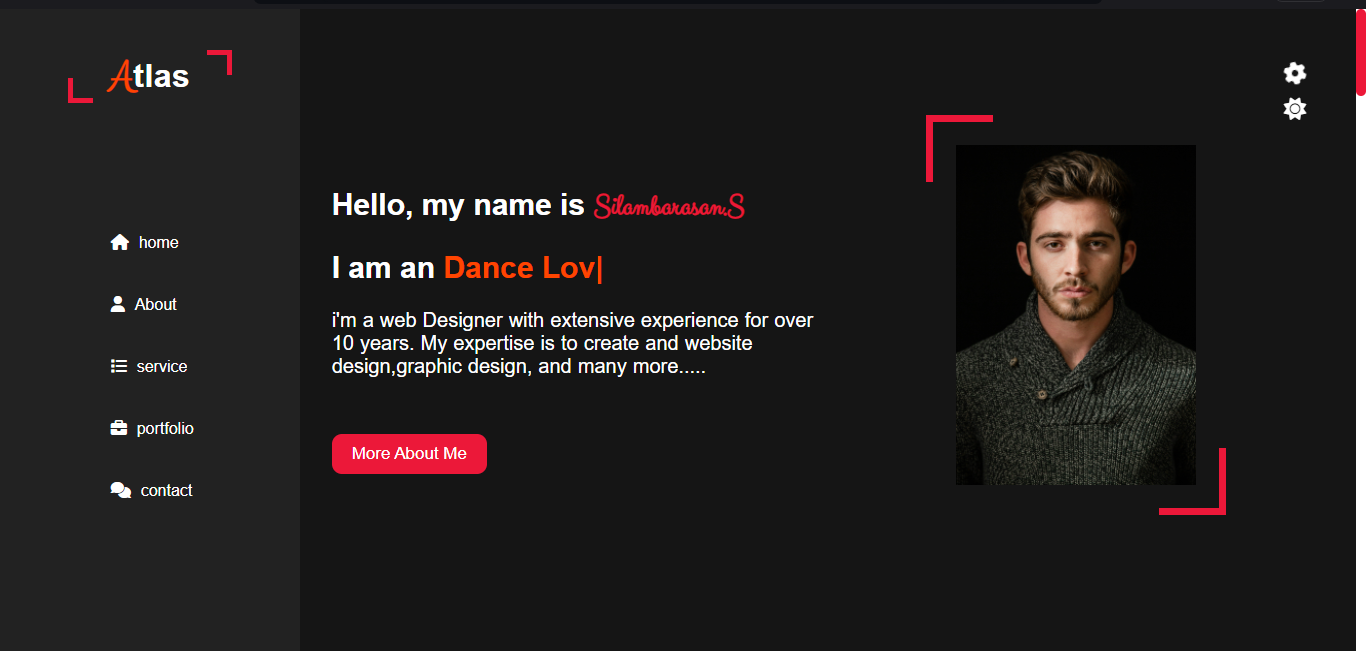 Atlas
home
About
service
portfolio
contact
Hello, my name is Silambarasan.S
I am an Dance Lov|
i'm a web Designer with extensive experience for over
10 years. My expertise is to create and website
design,graphic design, and many more.....
More About Me